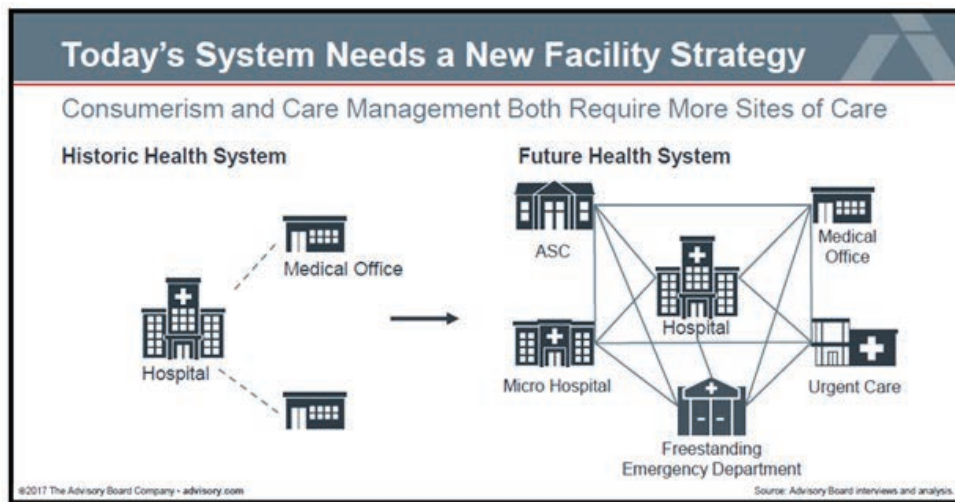 Today's System Needs a New Facility Strategy
Consumerism and Care Management Both Require More Sites of Care
Historic Health System
Future Health System
Medical Office
Hospital
ASC
Medical
Office
Hospital
Micro Hospital
Urgent Care
Freestanding
Emergency Department
©2017 The Advisory Board Company • advisory.com
Source: Advisory Board interviews and analysis.